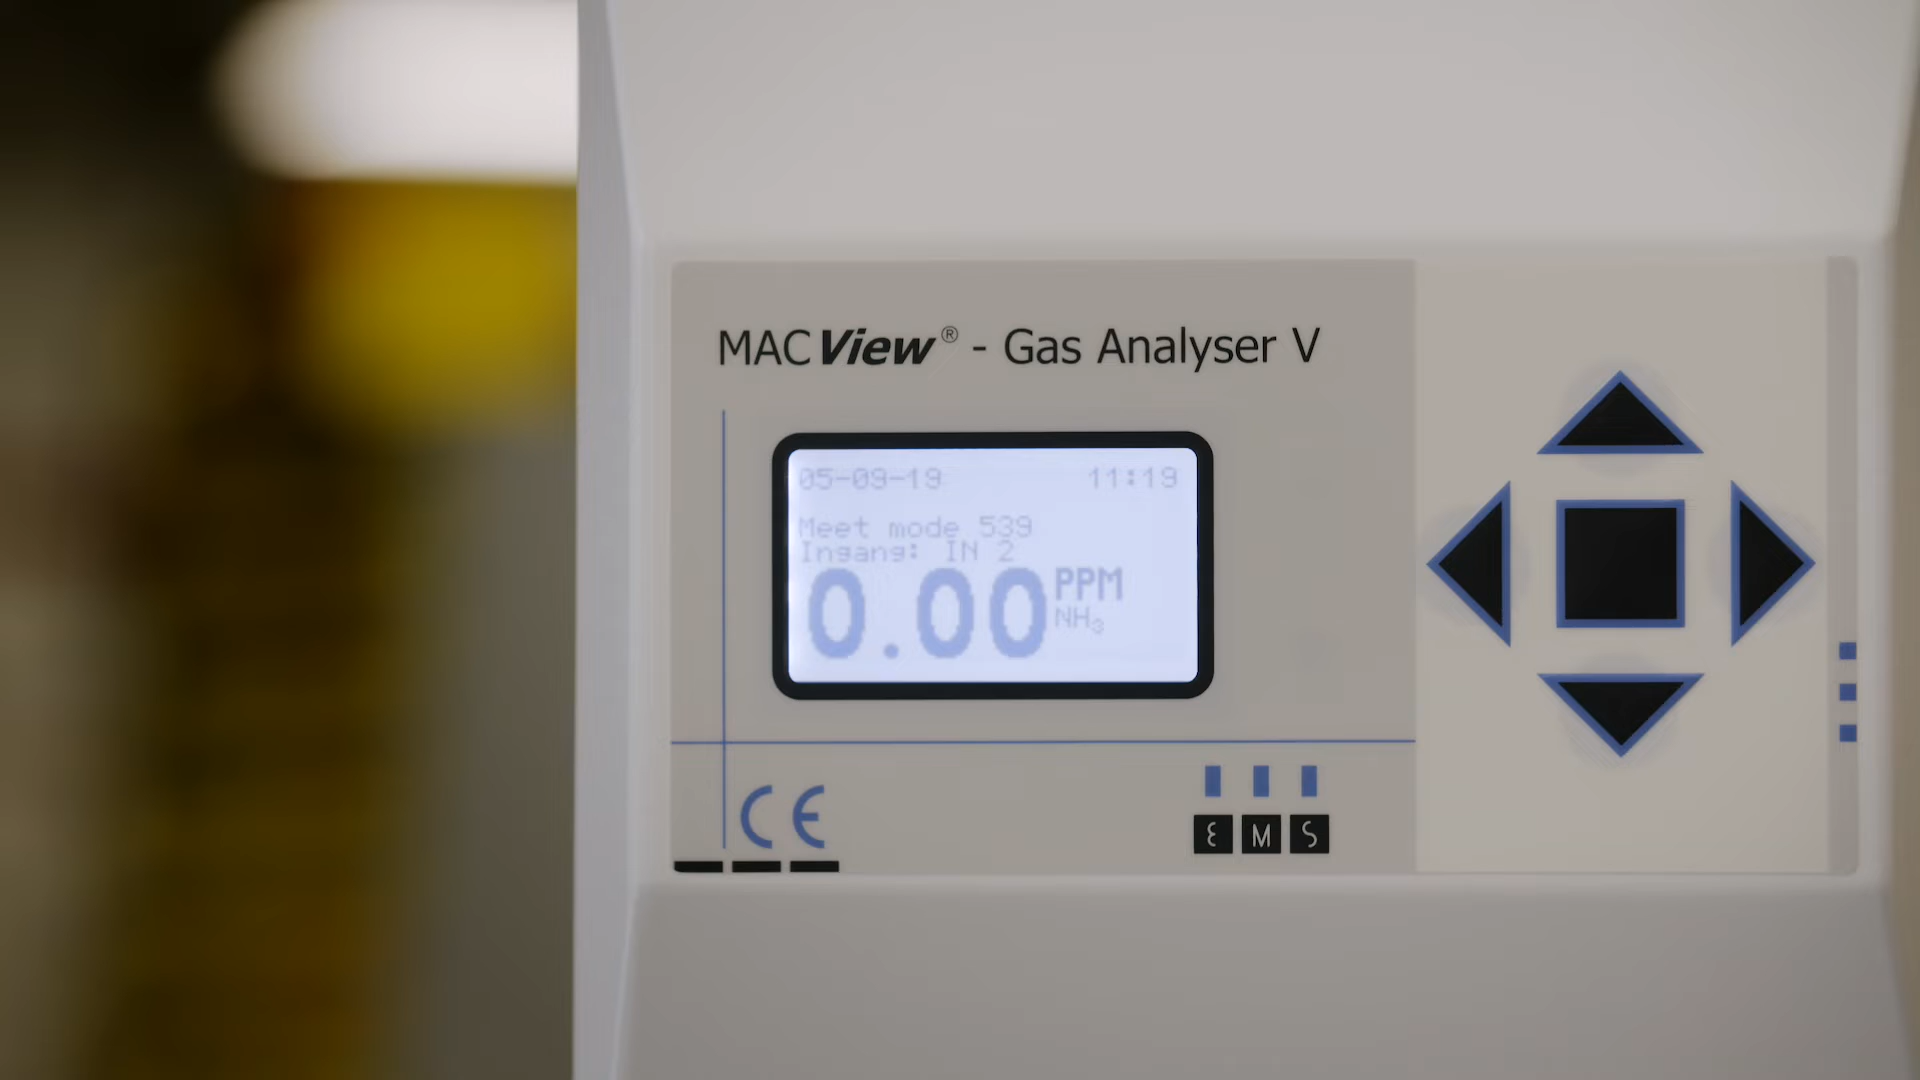 MACView® - Gas Analyser V
05-09-19 11:19
Meet mode 539
Ingang: IN 2
0.00 PPM
NH₃
CE
E M S